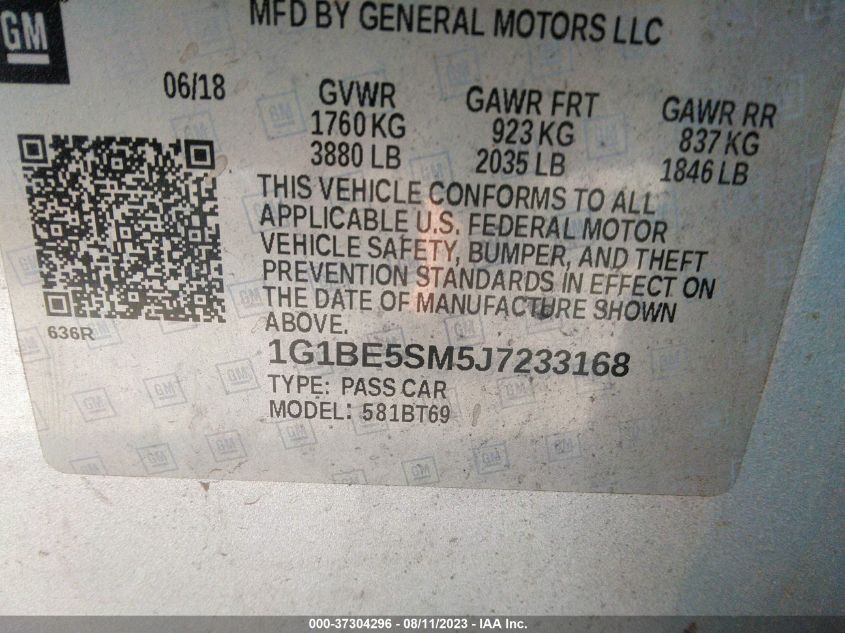 MFD BY GENERAL MOTORS LLC
GM
06/18
GVWR
1760 KG
3880 LB
GAWR FRT
923 KG
2035 LB
GAWR RR
837 KG
1846 LB
THIS VEHICLE CONFORMS TO ALL
APPLICABLE U.S. FEDERAL MOTOR
VEHICLE SAFETY, BUMPER, AND THEFT
PREVENTION STANDARDS IN EFFECT ON
THE DATE OF MANUFACTURE SHOWN
ABOVE.
636R
1G1BE5SM5J7233168
TYPE: PASS CAR
MODEL: 581BT69
000-37304296 - 08/11/2023 - IAA Inc.